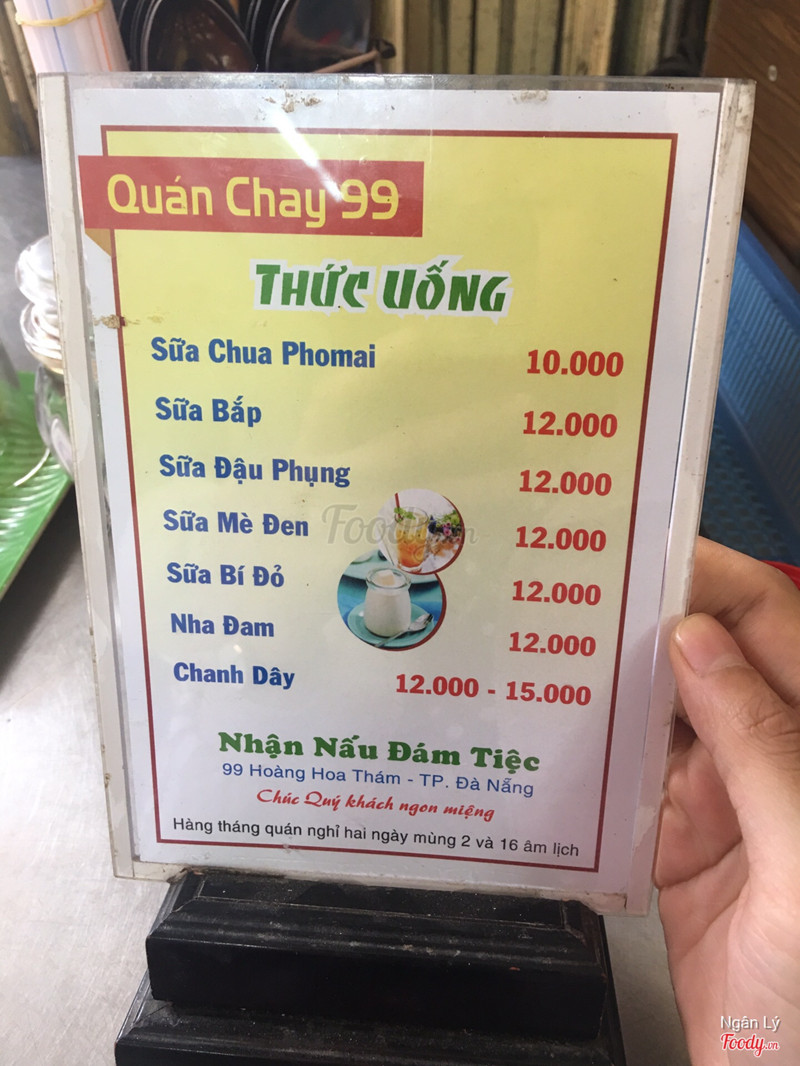 Quán Chay 99
THỨC UỐNG
Sữa Chua Phomai 10.000
Sữa Bắp 12.000
Sữa Đậu Phụng 12.000
Sữa Mè Đen 12.000
Sữa Bí Đỏ 12.000
Nha Đam 12.000
Chanh Dây 12.000 - 15.000
Foody.vn
Nhận Nấu Đám Tiệc
99 Hoàng Hoa Thám - TP. Đà Nẵng
Chúc Quý khách ngon miệng
Hàng tháng quán nghỉ hai ngày mùng 2 và 16 âm lịch
Ngân Lý
Foody.vn